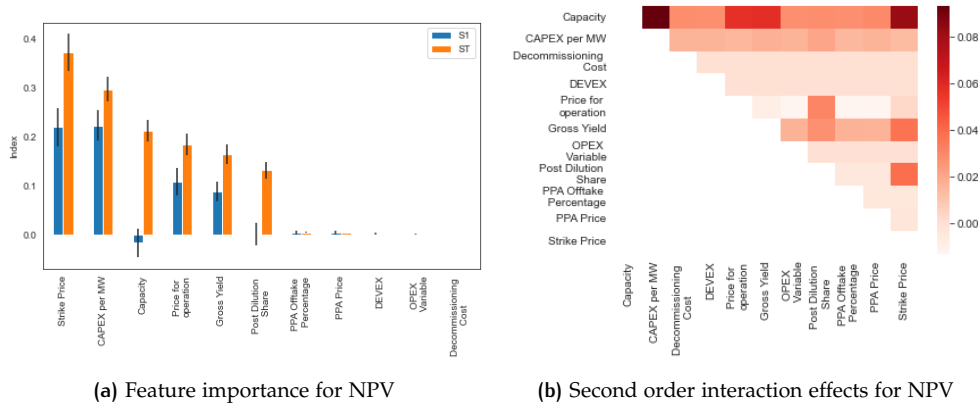 S1
ST
0.4
0.3
0.2
0.1
0.0
Index
Strike Price
CAPEX per MW
Capacity
Price for
operation
Gross Yield
Post Dilution
Share
PPA Offtake
Percentage
PPA Price
DEVEX
OPEX
Variable
Decommissioning
Cost
(a) Feature importance for NPV
Capacity
CAPEX per MW
Decommissioning
Cost
DEVEX
Price for
operation
Gross Yield
OPEX
Variable
Post Dilution
Share
PPA Offtake
Percentage
PPA Price
Strike Price
Capacity
CAPEX per MW
Decommissioning
Cost
DEVEX
Price for
operation
Gross Yield
OPEX
Variable
Post Dilution
Share
PPA Offtake
Percentage
PPA Price
Strike Price
0.08
0.06
0.04
0.02
0.00
(b) Second order interaction effects for NPV